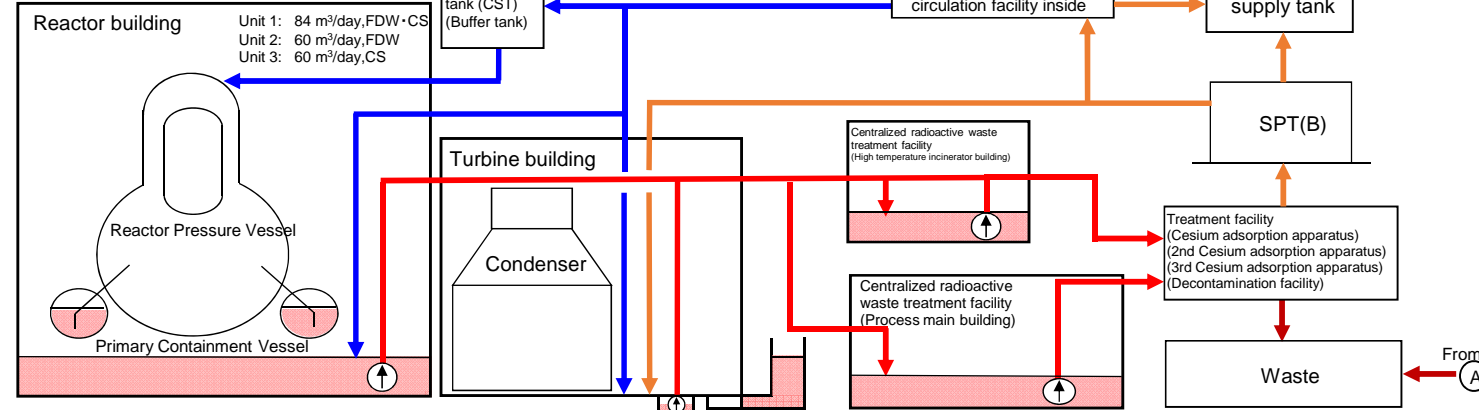 Reactor building
Unit 1: 84 m³/day,FDW・CS
Unit 2: 60 m³/day,FDW
Unit 3: 60 m³/day,CS
tank (CST)
(Buffer tank)
circulation facility inside
supply tank
SPT(B)
Turbine building
Centralized radioactive waste
treatment facility
(High temperature incinerator building)
Reactor Pressure Vessel
Condenser
Treatment facility
(Cesium adsorption apparatus)
(2nd Cesium adsorption apparatus)
(3rd Cesium adsorption apparatus)
(Decontamination facility)
Centralized radioactive
waste treatment facility
(Process main building)
Primary Containment Vessel
Waste
From
A